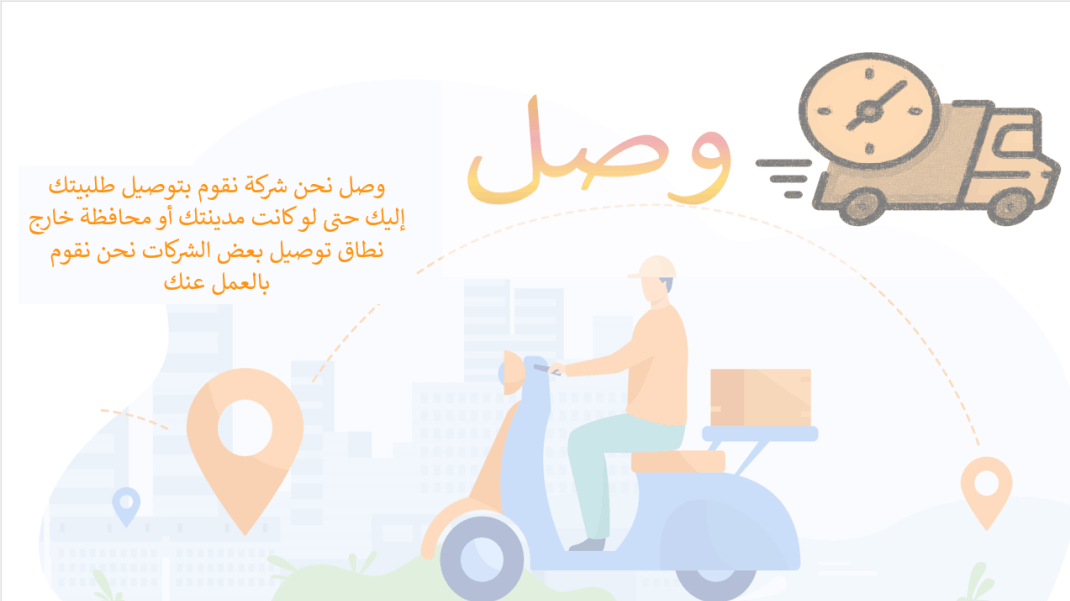 وصل
وصل نحن شركة نقوم بتوصيل طلبيتك
إليك حتى لو كانت مدينتك أو محافظة خارج
نطاق توصيل بعض الشركات نحن نقوم
بالعمل عنك